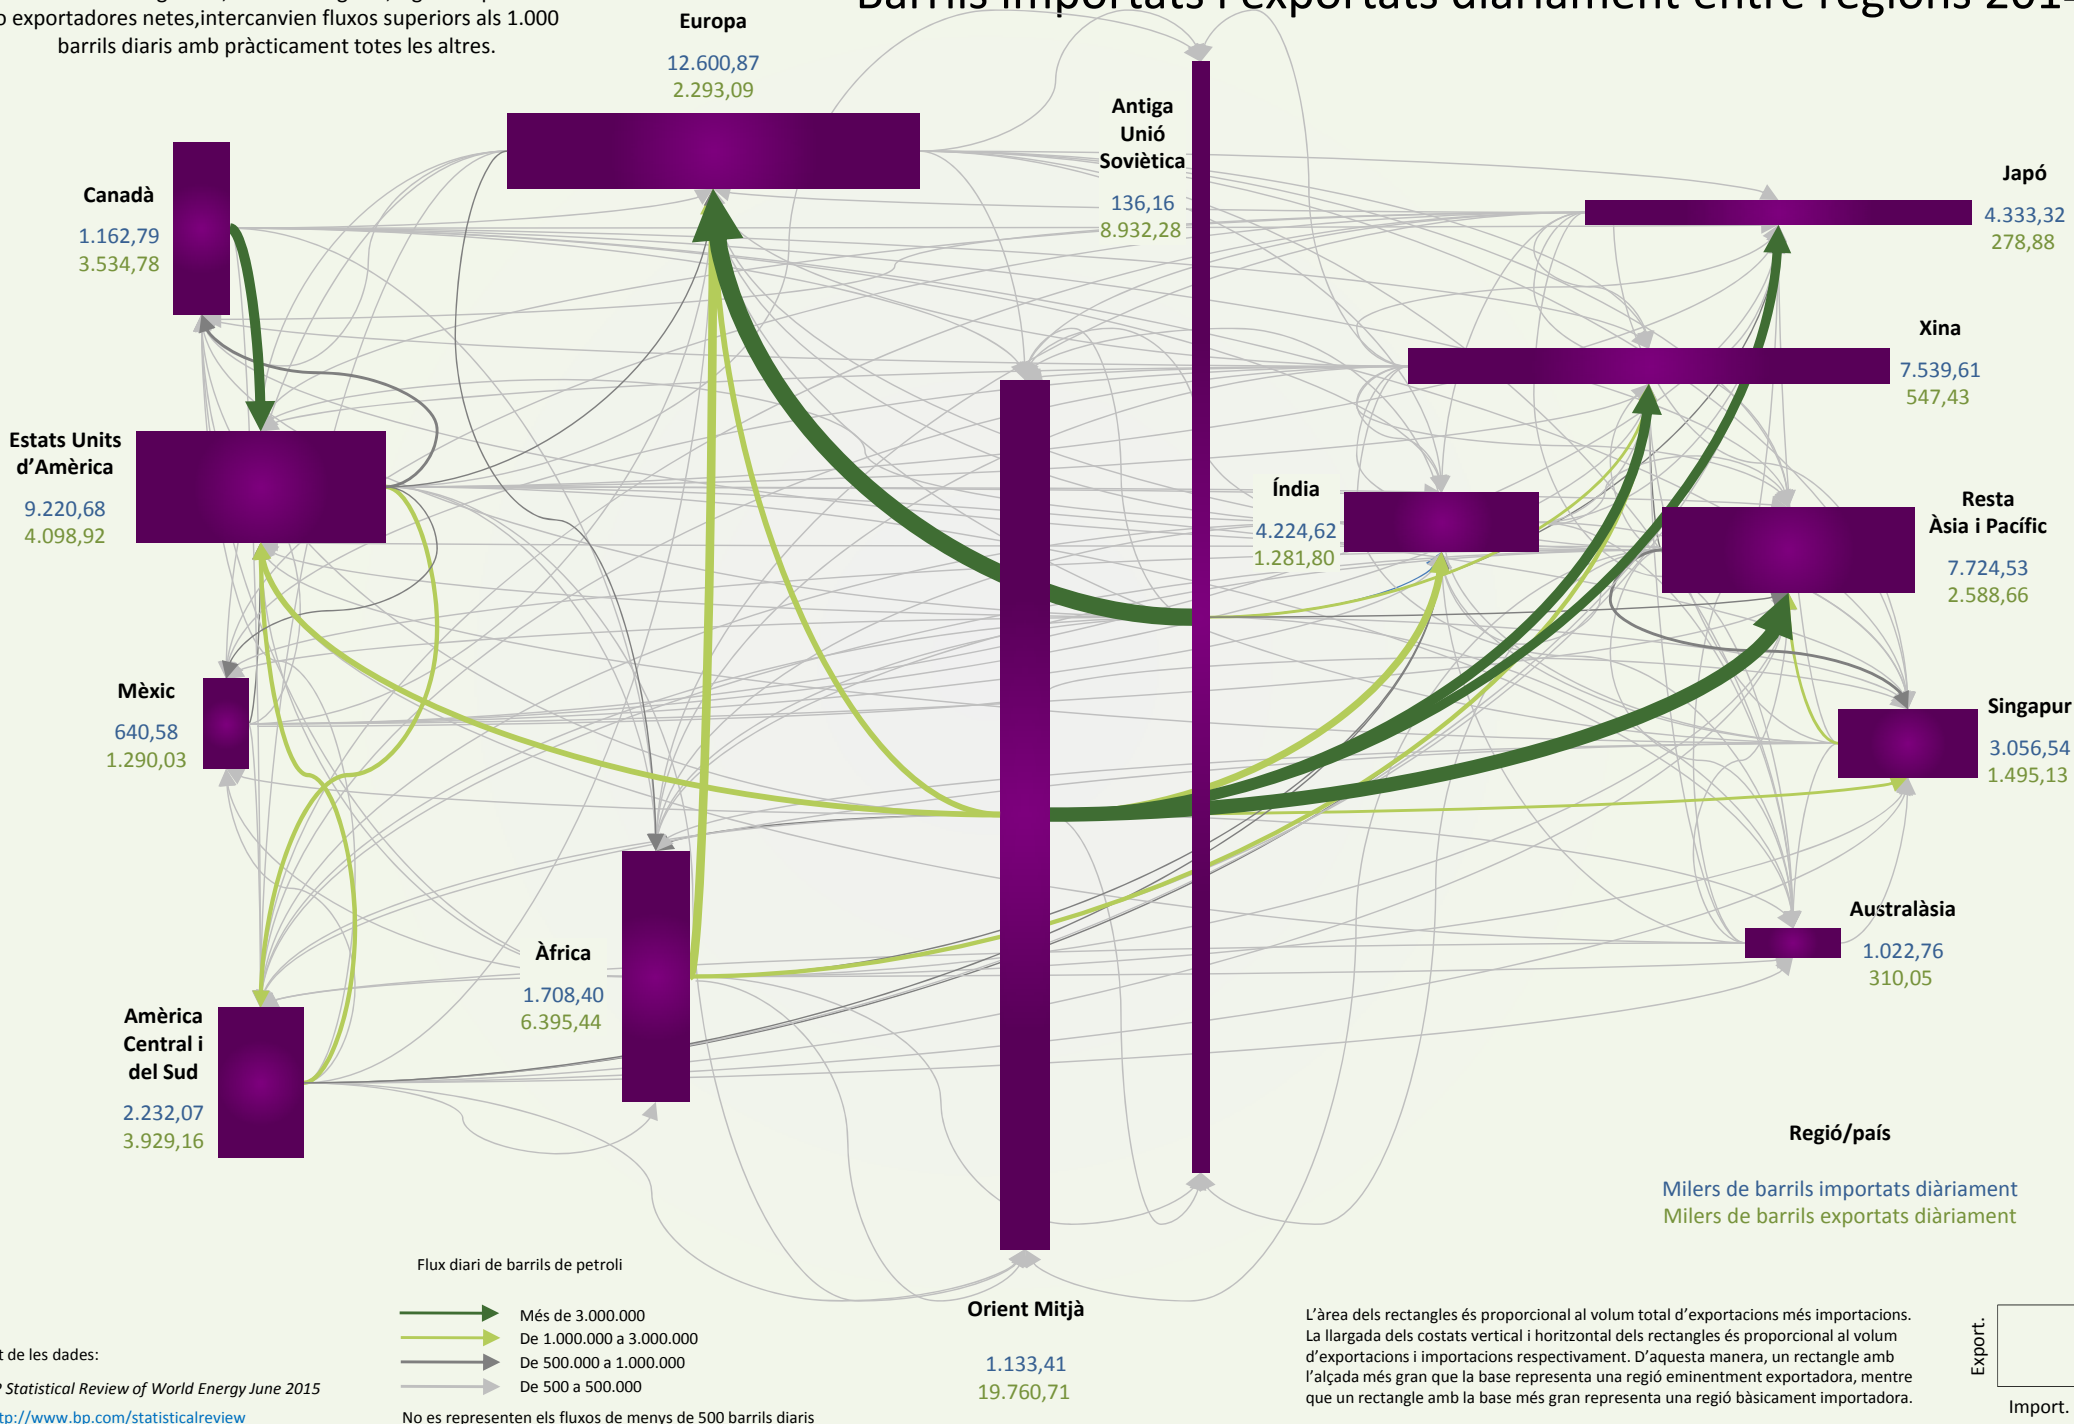 o exportadores netes,intercanvien fluxos superiors als 1.000
barrils diaris amb pràcticament totes les altres.
Barrils importats i exportats diàriament entre regions 2014
Europa
12.600,87
2.293,09
Antiga
Unió
Soviètica
136,16
8.932,28
Canadà
1.162,79
3.534,78
Japó
4.333,32
278,88
Xina
7.539,61
547,43
Estats Units
d'Amèrica
9.220,68
4.098,92
Índia
4.224,62
1.281,80
Resta
Àsia i Pacífic
7.724,53
2.588,66
Mèxic
640,58
1.290,03
Singapur
3.056,54
1.495,13
Àfrica
1.708,40
6.395,44
Australàsia
1.022,76
310,05
Amèrica
Central i
del Sud
2.232,07
3.929,16
Regió/país
Milers de barrils importats diàriament
Milers de barrils exportats diàriament
Orient Mitjà
1.133,41
19.760,71
Flux diari de barrils de petroli
Més de 3.000.000
De 1.000.000 a 3.000.000
De 500.000 a 1.000.000
De 500 a 500.000
No es representen els fluxos de menys de 500 barrils diaris
t de les dades:
P Statistical Review of World Energy June 2015
tp://www.bp.com/statisticalreview
L'àrea dels rectangles és proporcional al volum total d'exportacions més importacions.
La llargada dels costats vertical i horitzontal dels rectangles és proporcional al volum
d'exportacions i importacions respectivament. D'aquesta manera, un rectangle amb
l'alçada més gran que la base representa una regió eminentment exportadora, mentre
que un rectangle amb la base més gran representa una regió bàsicament importadora.
Export.
Import.